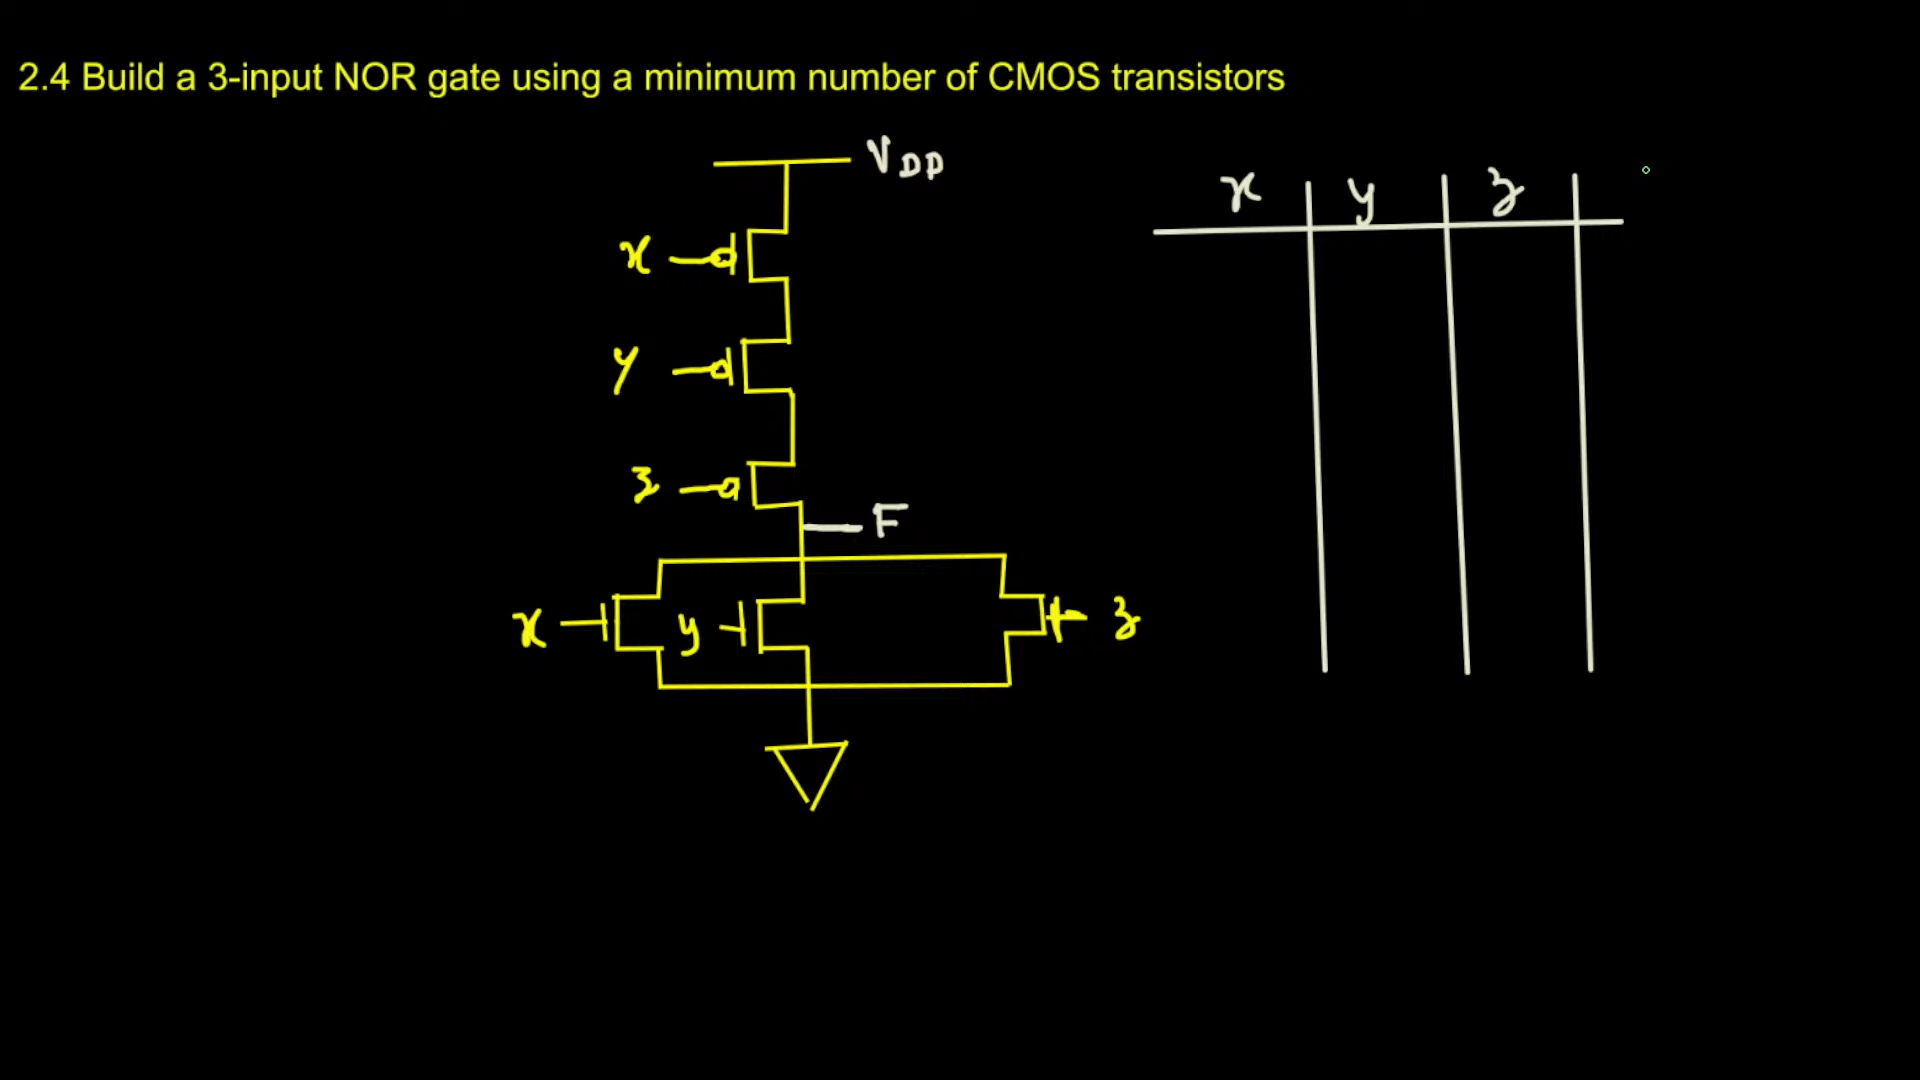 2.4 Build a 3-input NOR gate using a minimum number of CMOS transistors
VDD
x y z
x
y
z
F
x y z